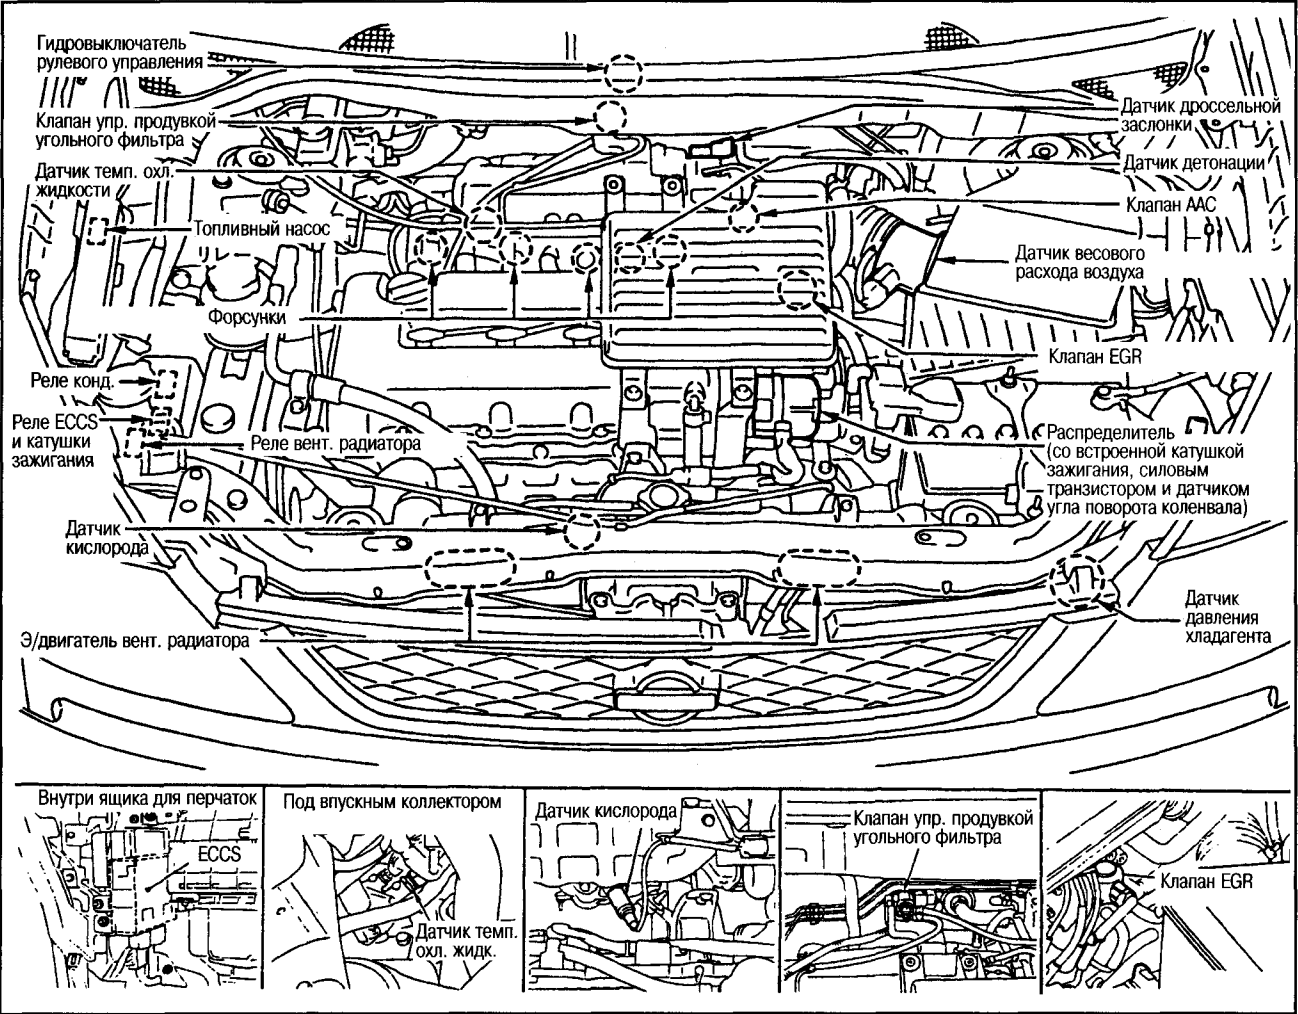 Гидровыключатель
рулевого управления
Клапан упр. продувкой
угольного фильтра
Датчик темп. охл.
жидкости
Топливный насос
Форсунки
Реле конд.
Реле ECCS
и катушки
зажигания
Реле вент. радиатора
Датчик
кислорода
Э/двигатель вент. радиатора
Датчик дроссельной
заслонки
Датчик детонации
Клапан ААС
Датчик весового
расхода воздуха
Клапан EGR
Распределитель
(со встроенной катушкой
зажигания, силовым
транзистором и датчиком
угла поворота коленвала)
Датчик
давления
хладагента
Внутри ящика для перчаток
ECCS
Под впускным коллектором
Датчик темп.
охл. жидк.
Датчик кислорода
Клапан упр. продувкой
угольного фильтра
Клапан EGR